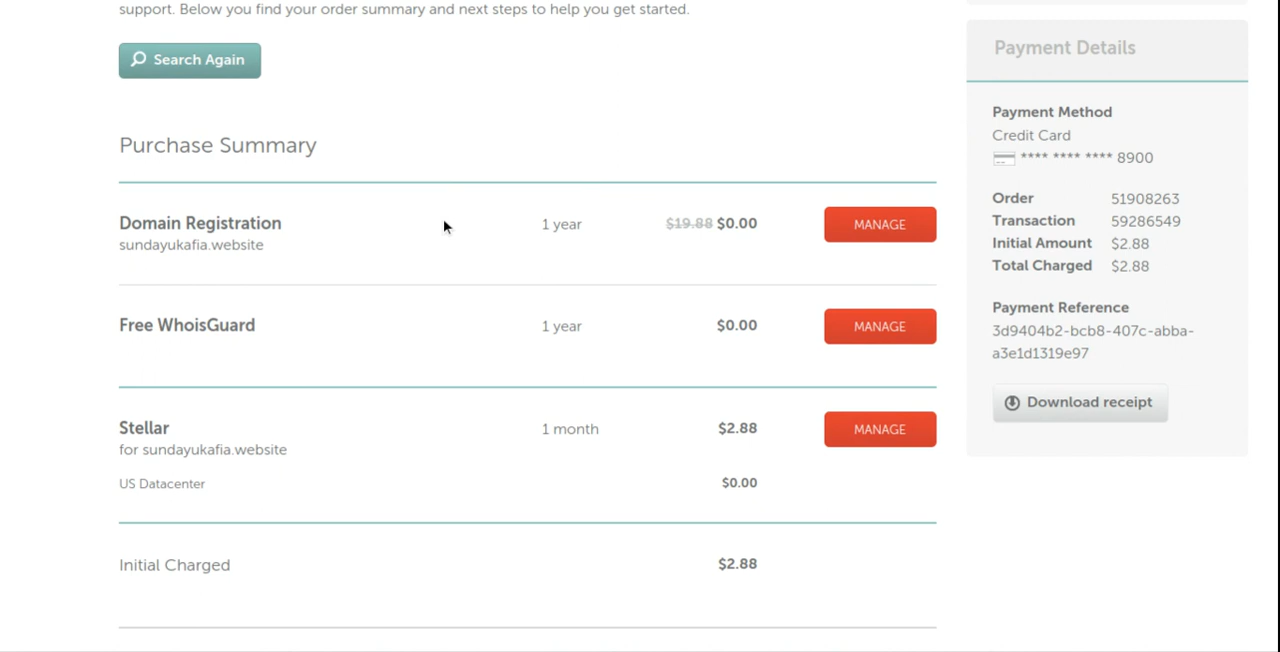 support. Below you find your order summary and next steps to help you get started.
Search Again
Purchase Summary
Domain Registration 1 year $19.88 $0.00 MANAGE
sundayukafia.website
Free WhoisGuard 1 year $0.00 MANAGE
Stellar 1 month $2.88 MANAGE
for sundayukafia.website
US Datacenter $0.00
Initial Charged $2.88
Payment Details
Payment Method
Credit Card
**** **** **** 8900
Order 51908263
Transaction 59286549
Initial Amount $2.88
Total Charged $2.88
Payment Reference
3d9404b2-bcb8-407c-abba-
a3e1d1319e97
Download receipt